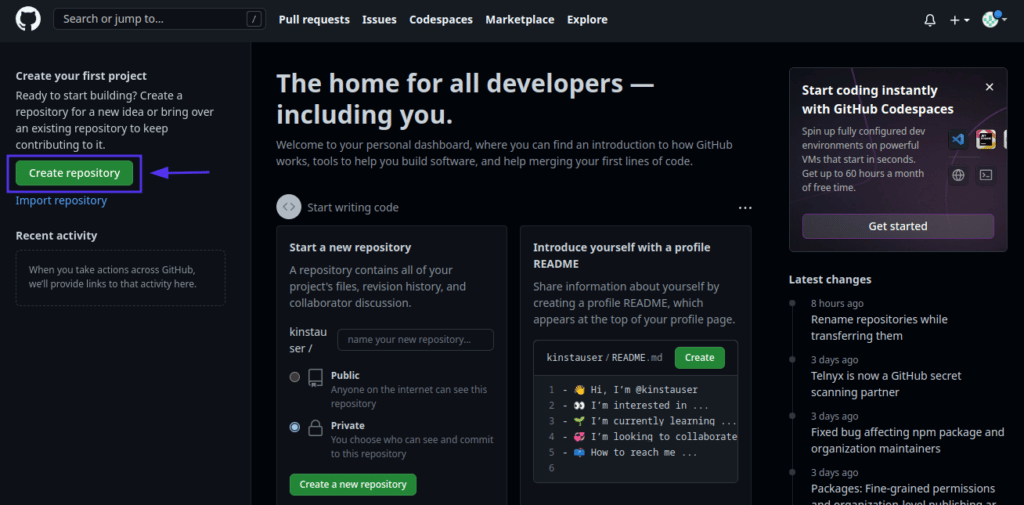 Search or jump to... /
Pull requests Issues Codespaces Marketplace Explore
Create your first project
Ready to start building? Create a
repository for a new idea or bring over
an existing repository to keep
contributing to it.
Create repository
Import repository
Recent activity
When you take actions across GitHub,
we'll provide links to that activity here.
The home for all developers —
including you.
Welcome to your personal dashboard, where you can find an introduction to how GitHub
works, tools to help you build software, and help merging your first lines of code.
Start writing code
Start a new repository
A repository contains all of your
project's files, revision history, and
collaborator discussion.
kinstau
ser /
name your new repository...
Public
Anyone on the internet can see this
repository
Private
You choose who can see and commit
to this repository
Create a new repository
Introduce yourself with a profile
README
Share information about yourself by
creating a profile README, which
appears at the top of your profile page.
kinstauser / README.md
Create
1 - 👋 Hi, I'm @kinstauser
2 - 👀 I'm interested in ...
3 - 🌱 I'm currently learning ...
4 - 💞️ I'm looking to collaborate
5 - 📫 How to reach me ...
6
Start coding instantly
with GitHub Codespaces
Spin up fully configured dev
environments on powerful
VMs that start in seconds.
Get up to 60 hours a month
of free time.
Get started
Latest changes
8 hours ago
Rename repositories while
transferring them
3 days ago
Telnyx is now a GitHub secret
scanning partner
3 days ago
Fixed bug affecting npm package and
organization maintainers
3 days ago
Packages: Fine-grained permissions
and organization-level publishing ar